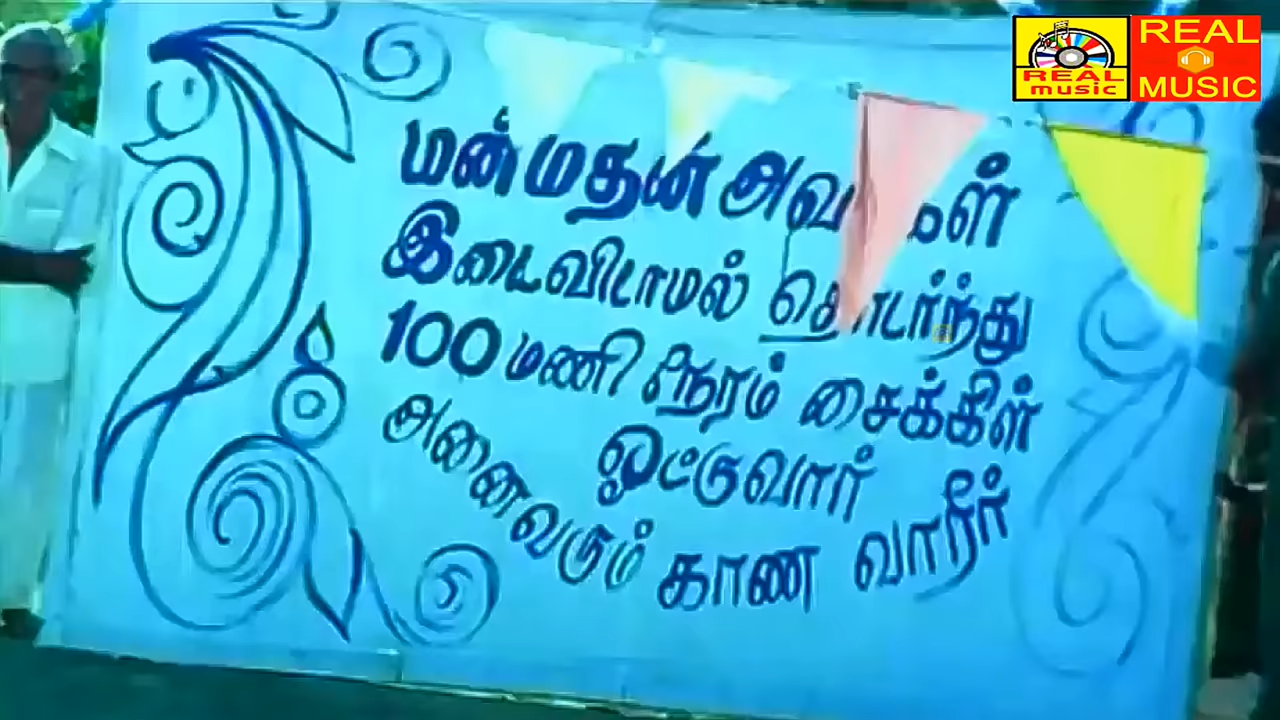 மன்மதன் அவர்கள்
இடைவிடாமல் தொடர்ந்து
100 மணி நேரம் சைக்கிள்
ஓட்டுவார்
அனைவரும் காண வாரீர்
REAL
music
REAL
MUSIC